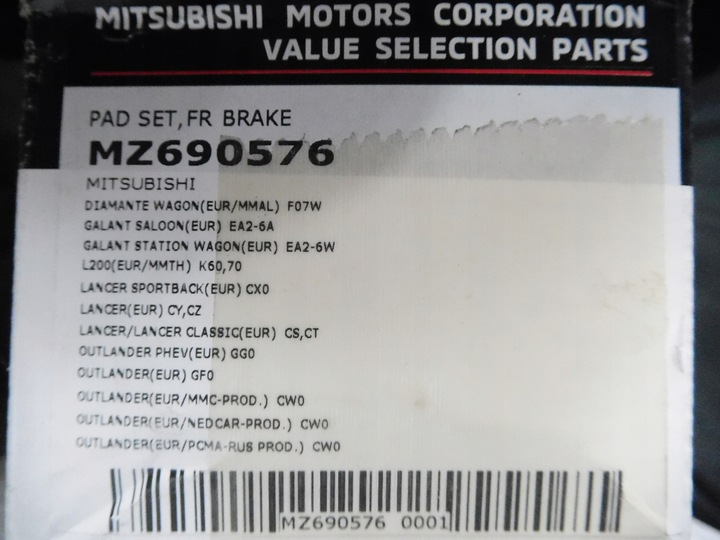 MITSUBISHI MOTORS CORPORATION
VALUE SELECTION PARTS
PAD SET,FR BRAKE
MZ690576
MITSUBISHI
DIAMANTE WAGON(EUR/MMAL) F07W
GALANT SALOON(EUR) EA2-6A
GALANT STATION WAGON(EUR) EA2-6W
L200(EUR/MMTH) K60,70
LANCER SPORTBACK(EUR) CX0
LANCER(EUR) CY,CZ
LANCER/LANCER CLASSIC(EUR) CS,CT
OUTLANDER PHEV(EUR) GG0
OUTLANDER(EUR) GF0
OUTLANDER(EUR/MMC-PROD.) CW0
OUTLANDER(EUR/NEDCAR-PROD.) CW0
OUTLANDER(EUR/PCMA-RUS PROD.) CW0
MZ690576 0001